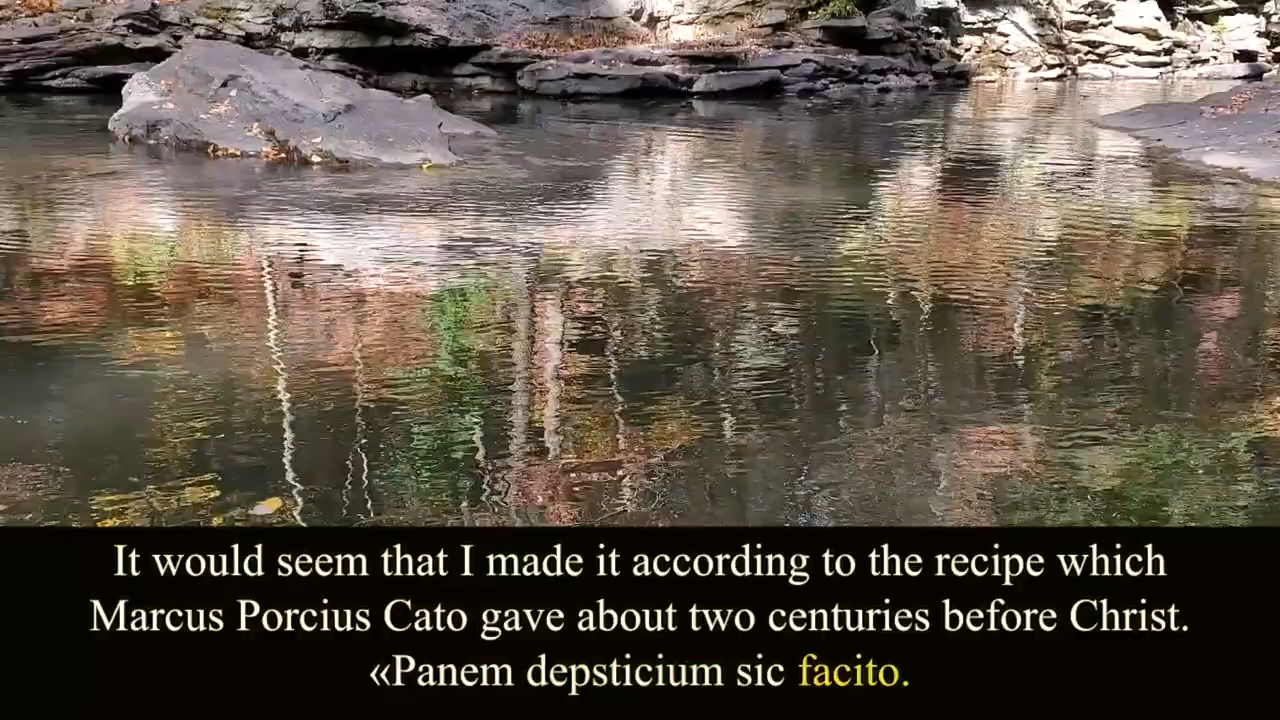 It would seem that I made it according to the recipe which
Marcus Porcius Cato gave about two centuries before Christ.
«Panem depsticium sic facito.